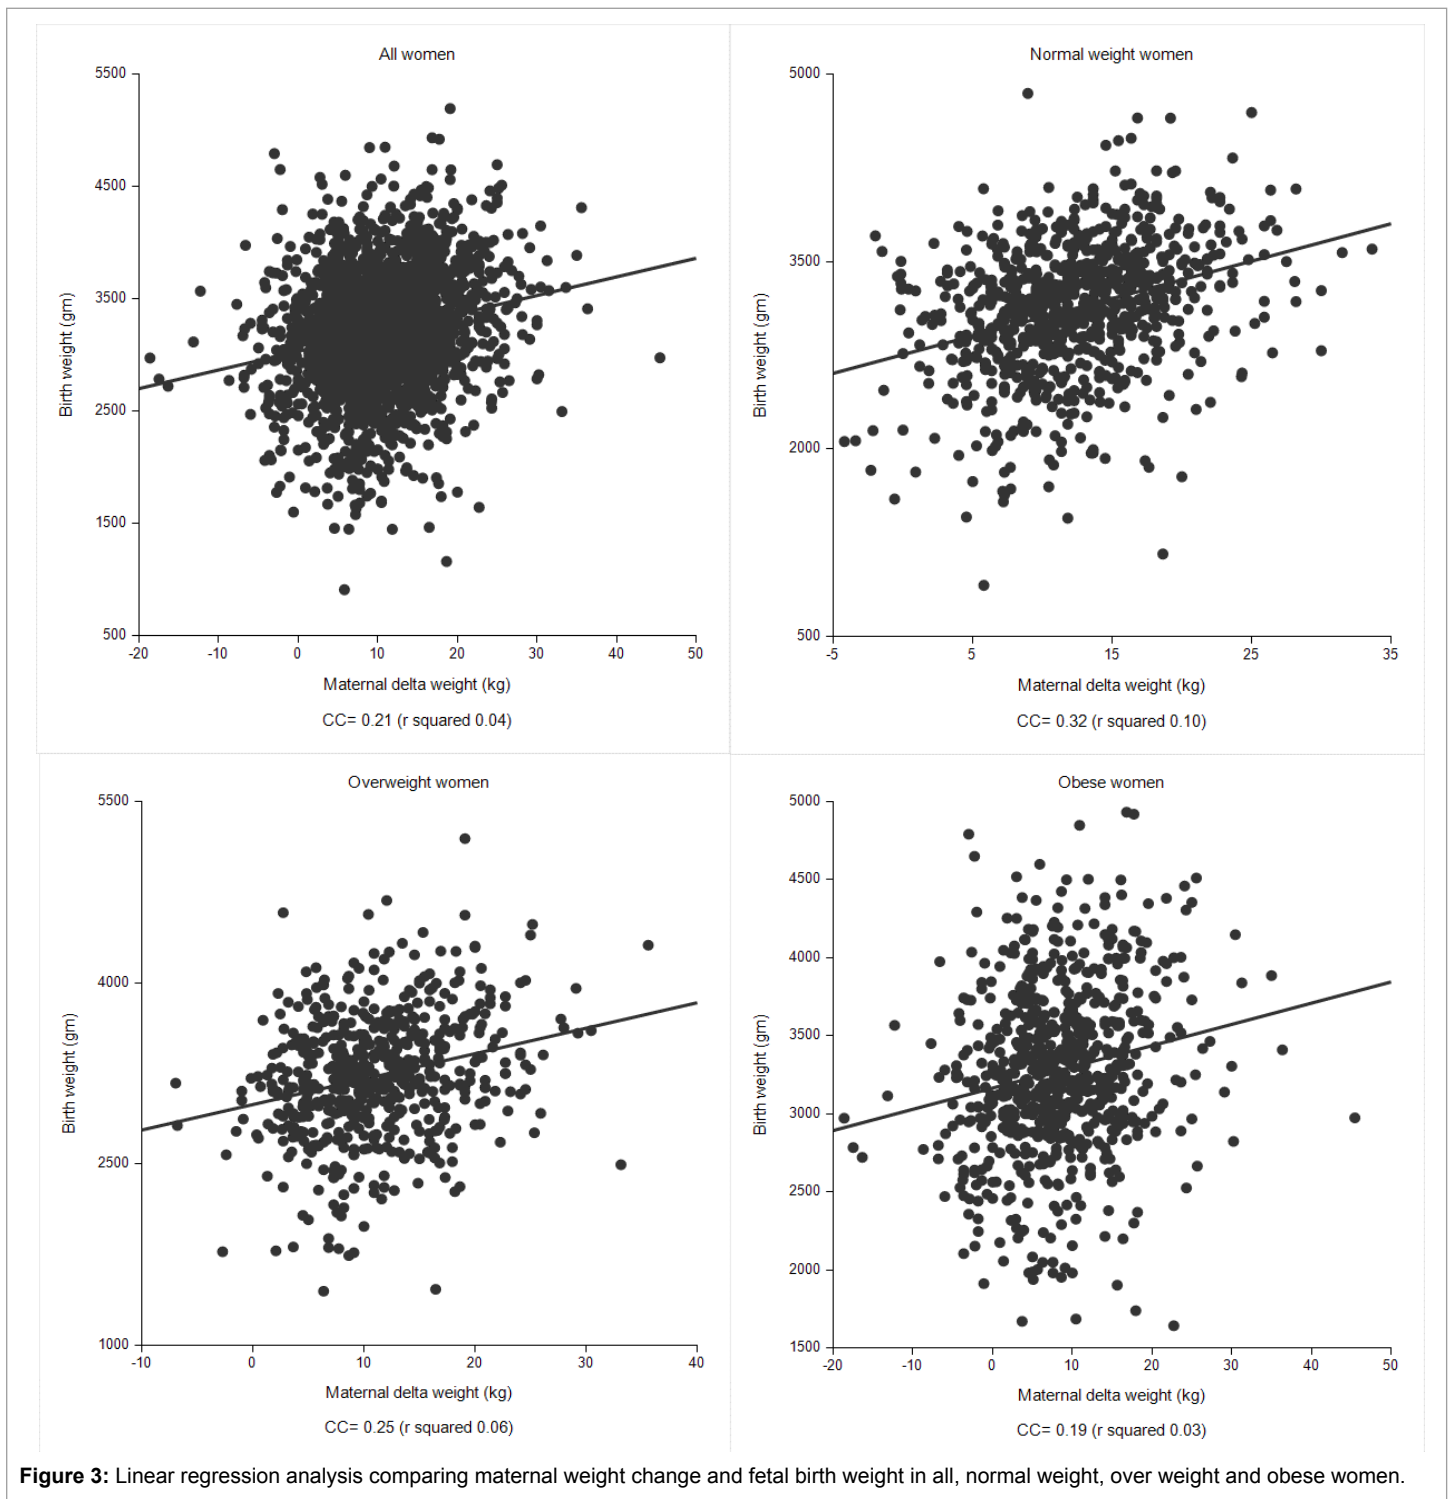 All women
5500
4500
3500
2500
1500
500
-20 -10 0 10 20 30 40 50
Birth weight (gm)
Maternal delta weight (kg)
CC= 0.21 (r squared 0.04)
Normal weight women
5000
3500
2000
500
-5 5 15 25 35
Birth weight (gm)
Maternal delta weight (kg)
CC= 0.32 (r squared 0.10)
Overweight women
5500
4000
2500
1000
-10 0 10 20 30 40
Birth weight (gm)
Maternal delta weight (kg)
CC= 0.25 (r squared 0.06)
Obese women
5000
4500
4000
3500
3000
2500
2000
1500
-20 -10 0 10 20 30 40 50
Birth weight (gm)
Maternal delta weight (kg)
CC= 0.19 (r squared 0.03)
Figure 3: Linear regression analysis comparing maternal weight change and fetal birth weight in all, normal weight, over weight and obese women.